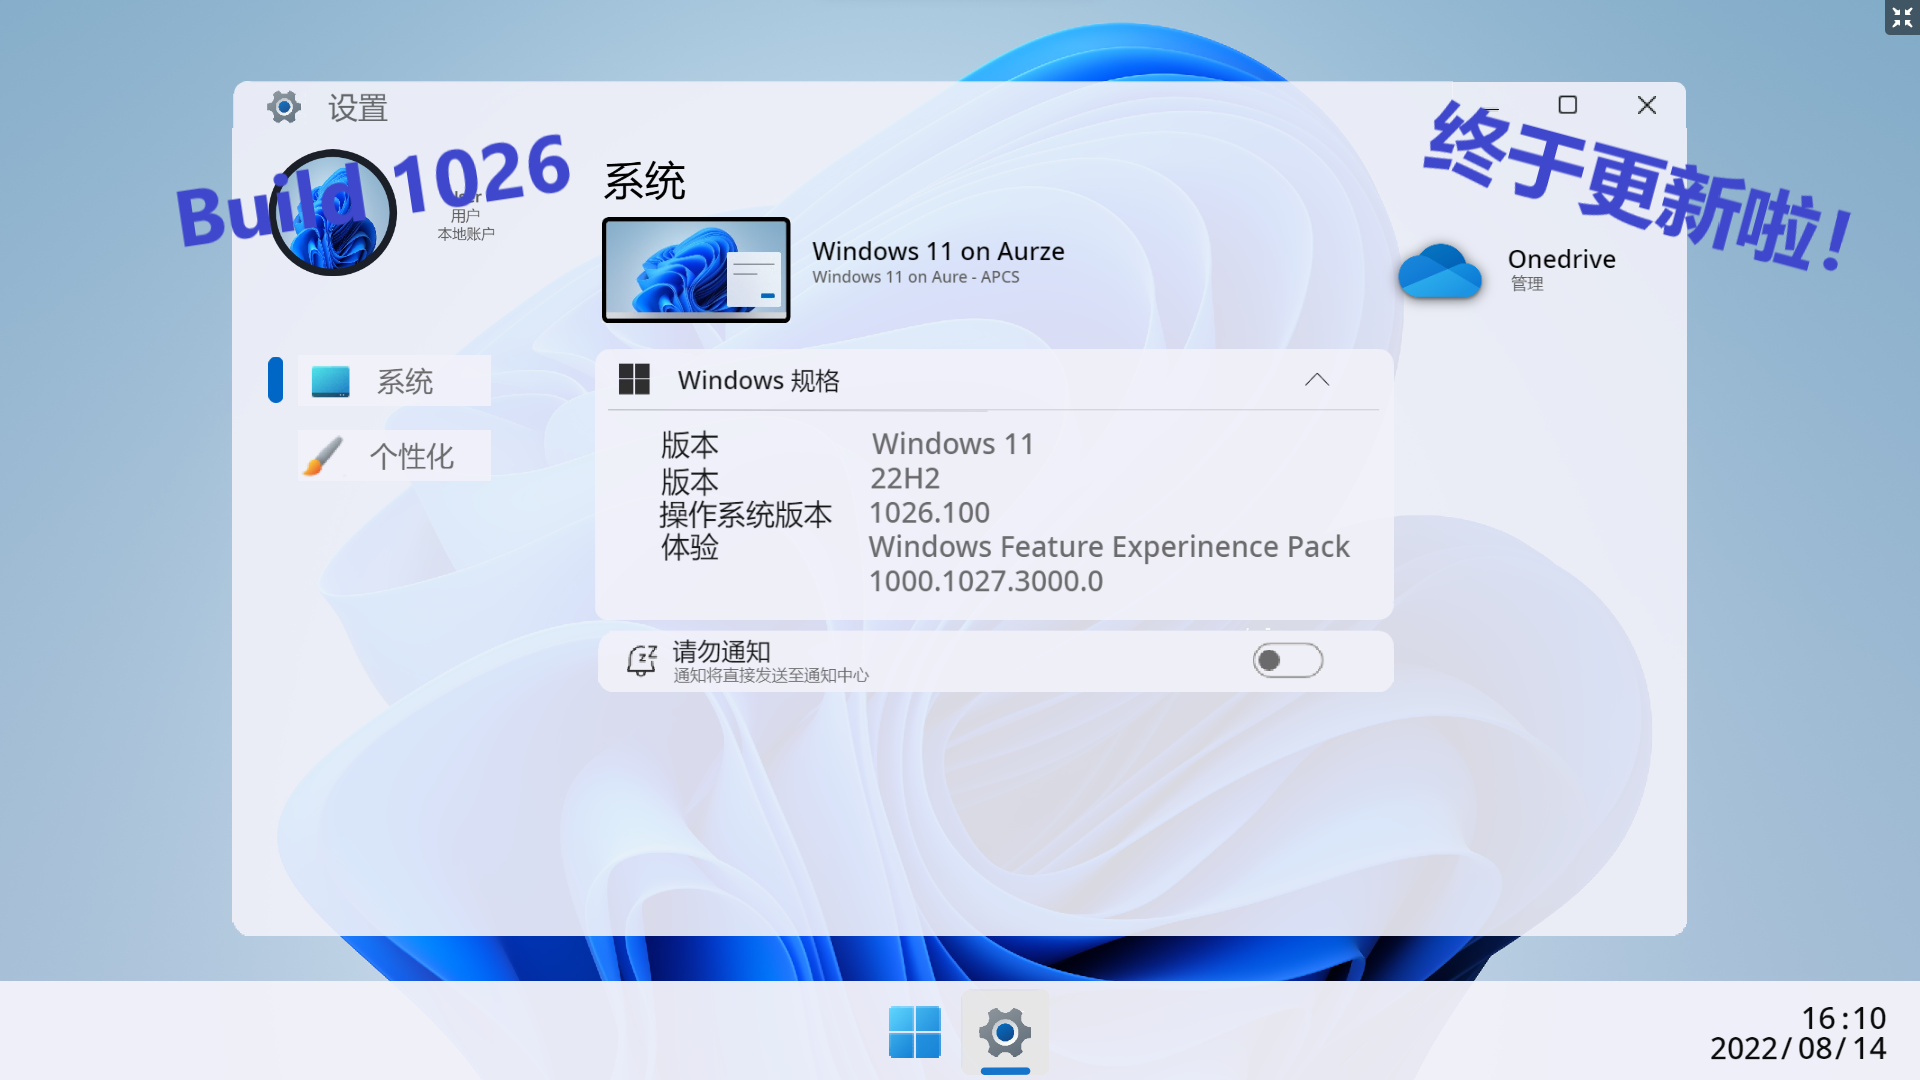 设置
Build 1026
终于更新啦！
用户
本地账户
系统
Windows 11 on Aurze
Windows 11 on Aure - APCS
Onedrive
管理
系统
个性化
Windows 规格
版本 Windows 11
版本 22H2
操作系统版本 1026.100
体验 Windows Feature Experinence Pack
1000.1027.3000.0
请勿通知
通知将直接发送至通知中心
16:10
2022/08/14